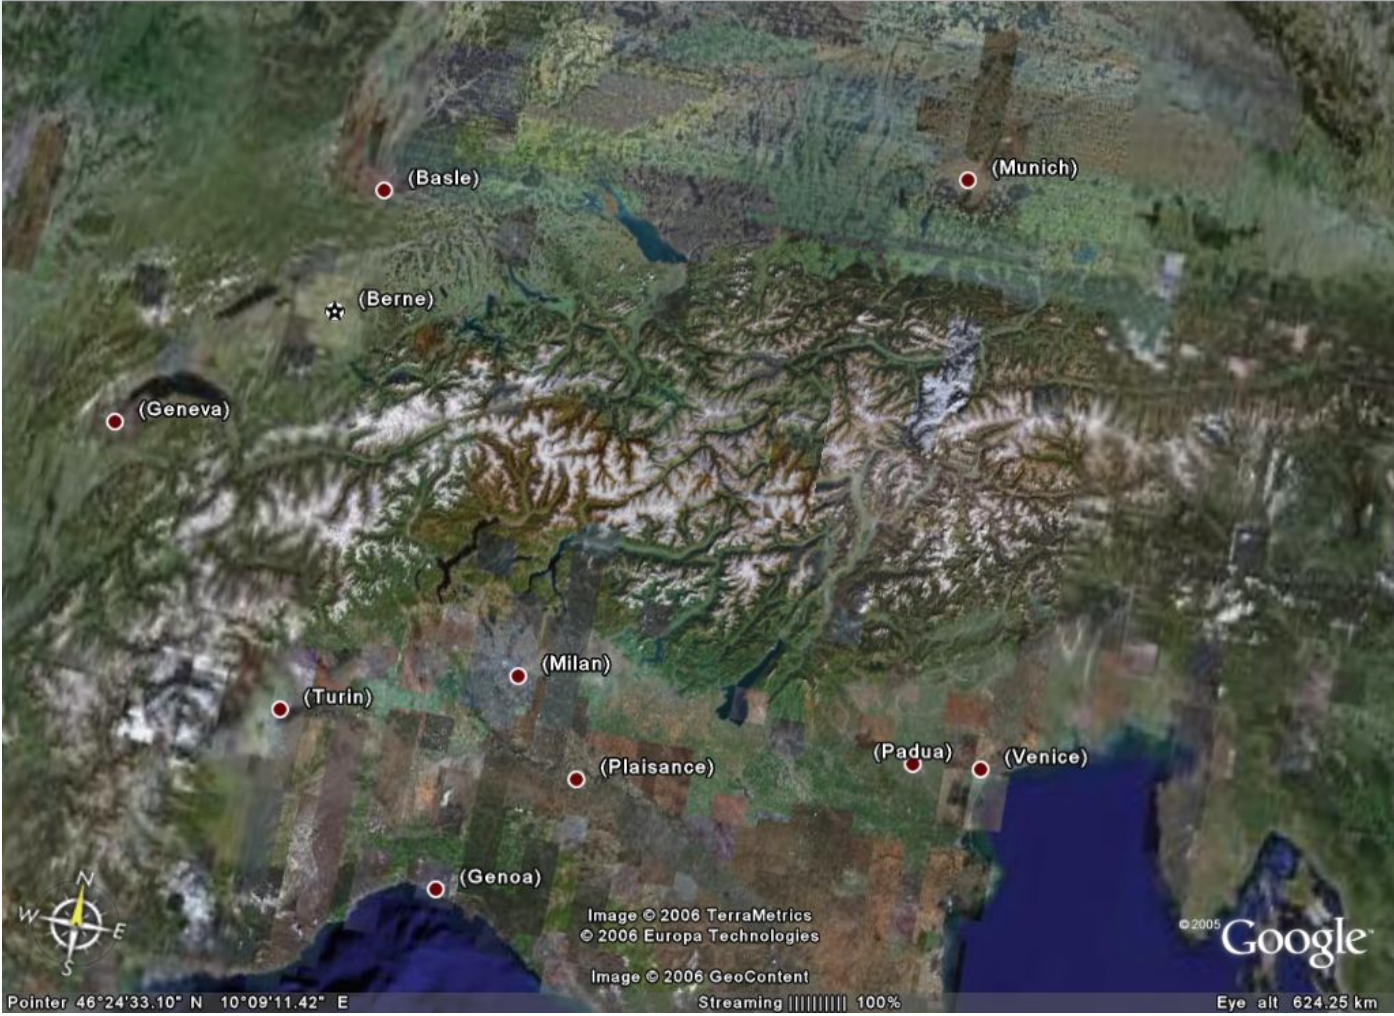 (Munich)
(Basle)
(Berne)
(Geneva)
(Milan)
(Turin)
(Padua)
(Venice)
(Plaisance)
(Genoa)
N
W
E
S
Image © 2006 TerraMetrics
© 2006 Europa Technologies
Image © 2006 GeoContent
© 2005 Google™
Pointer 46°24'33.10" N 10°09'11.42" E
Streaming |||||||||| 100%
Eye alt 624.25 km